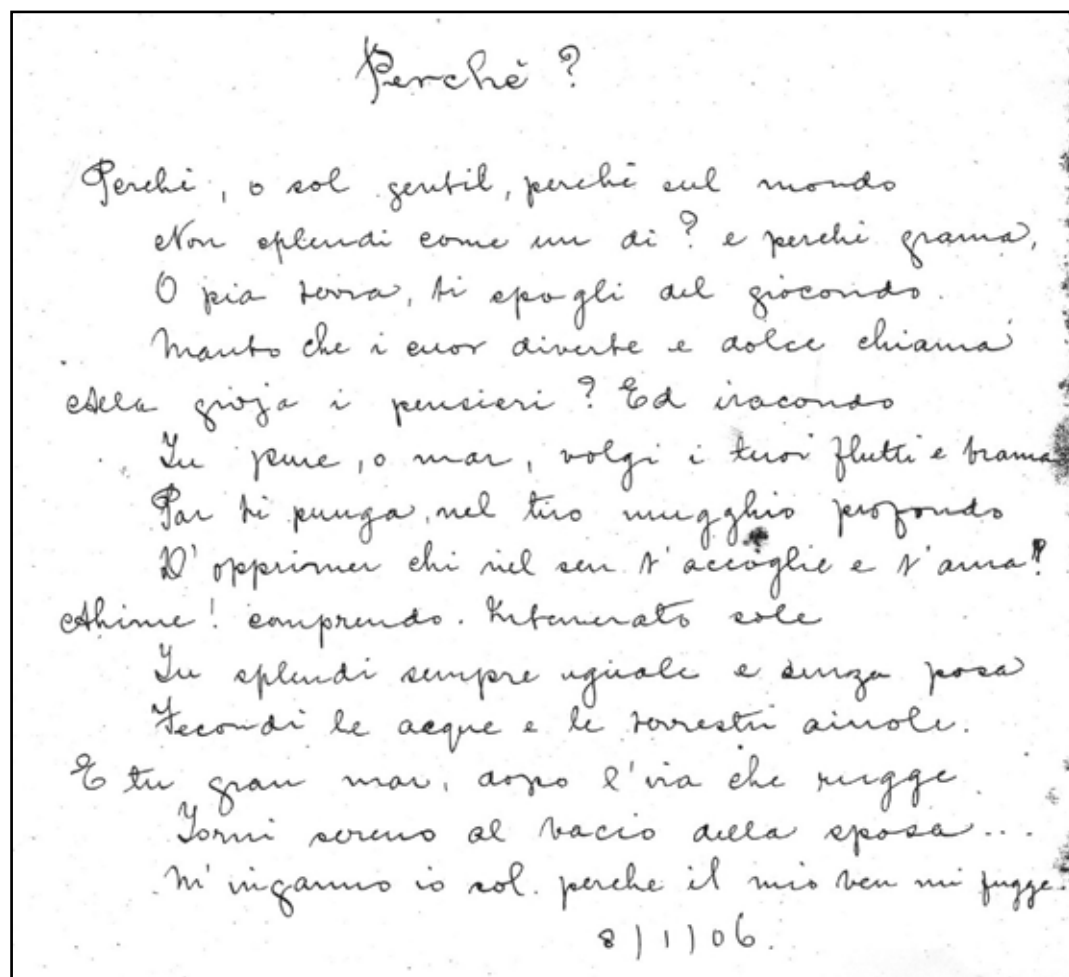 Perchè ?
Perchè, o sol gentil, perchè sul mondo
Non splendi come un di? e perchè grama,
O pia terra, ti spogli del giocondo
Manto che i cuor diverte e dolce chiama
Alla gioja i pensieri? Ed iracondo
Tu pure, o mar, volgi i tuoi flutti e brama
Par ti punga, nel tuo mugghio profondo
D'opprimer chi nel sen t'accoglie e t'ama?
Ahime! comprendo. sole
Tu splendi sempre uguale e senza posa
Fecondi le acque e le terrestri aiuole.
E tu gran mar, dopo l'ira che rugge
Torni sereno al bacio della sposa...
M'inganno io sol. perche il mio ben mi fugge.
8/1/06.